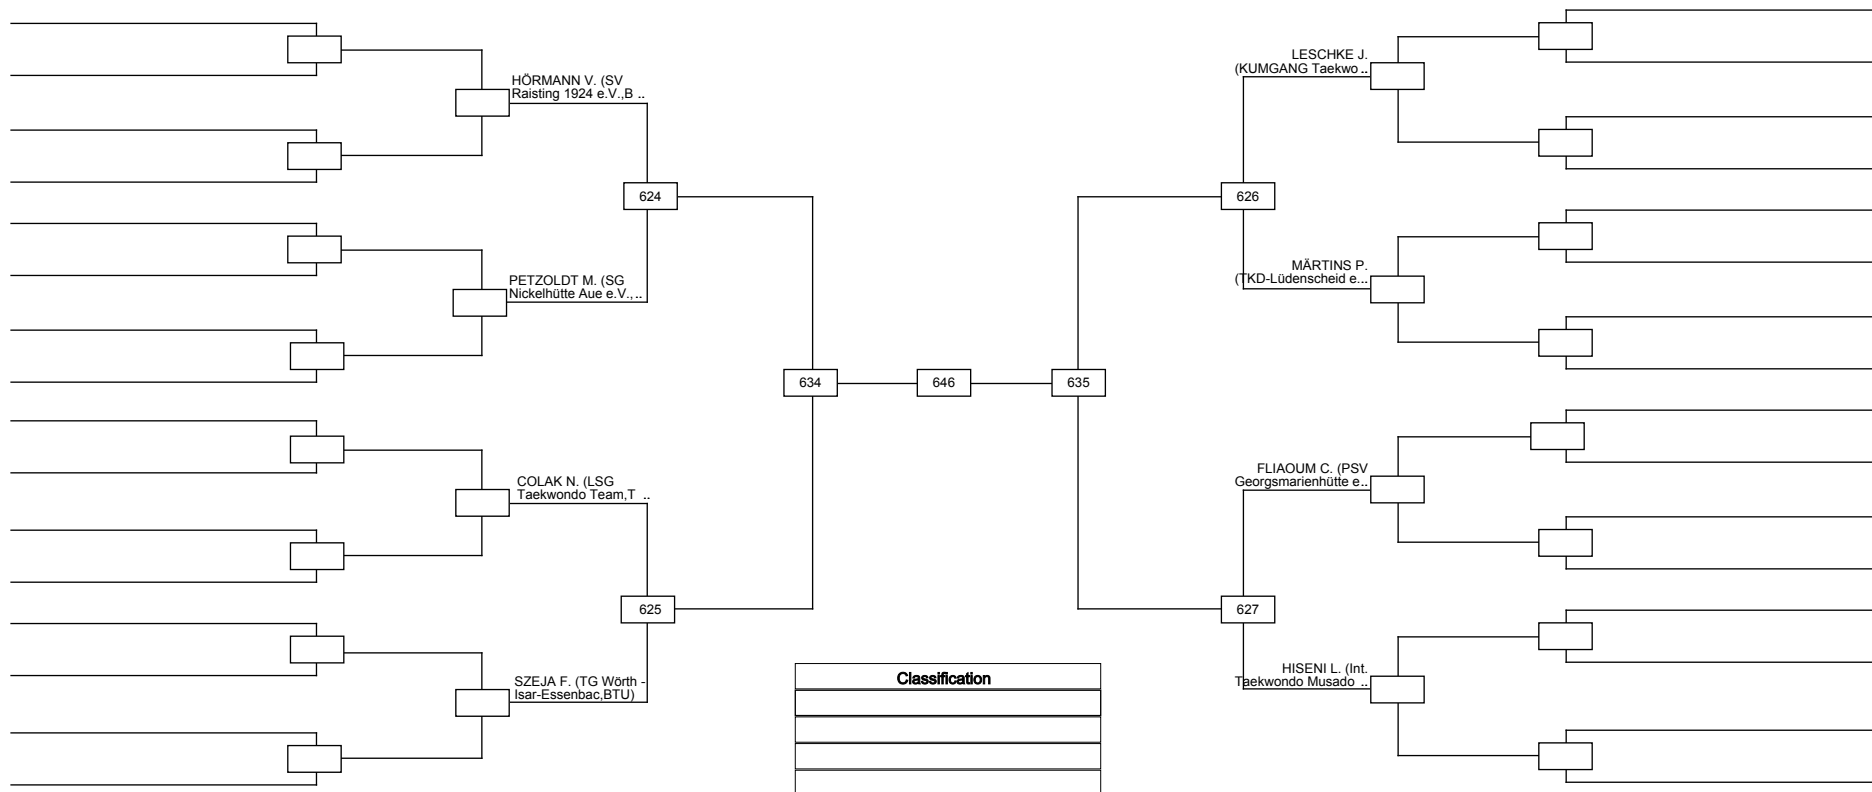 HÖRMANN V. (SV
Raisting 1924 e.V.,B ..
624
PETZOLDT M. (SG
Nickelhütte Aue e.V., ..
COLAK N. (LSG
Taekwondo Team,T ..
625
SZEJA F. (TG Wörth -
Isar-Essenbac,BTU)
634
646
635
LESCHKE J.
(KUMGANG Taekwo ..
626
MÄRTINS P.
(TKD-Lüdenscheid e...
FLIAOUM C. (PSV
Georgsmarienhütte e..
627
HISENI L. (Int.
Taekwondo Musado ..
Classification